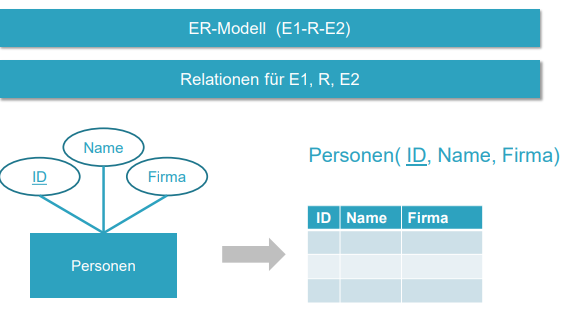 ER-Modell (E1-R-E2)
Relationen für E1, R, E2
Name
ID
Firma
Personen
Personen( ID, Name, Firma)
ID Name Firma